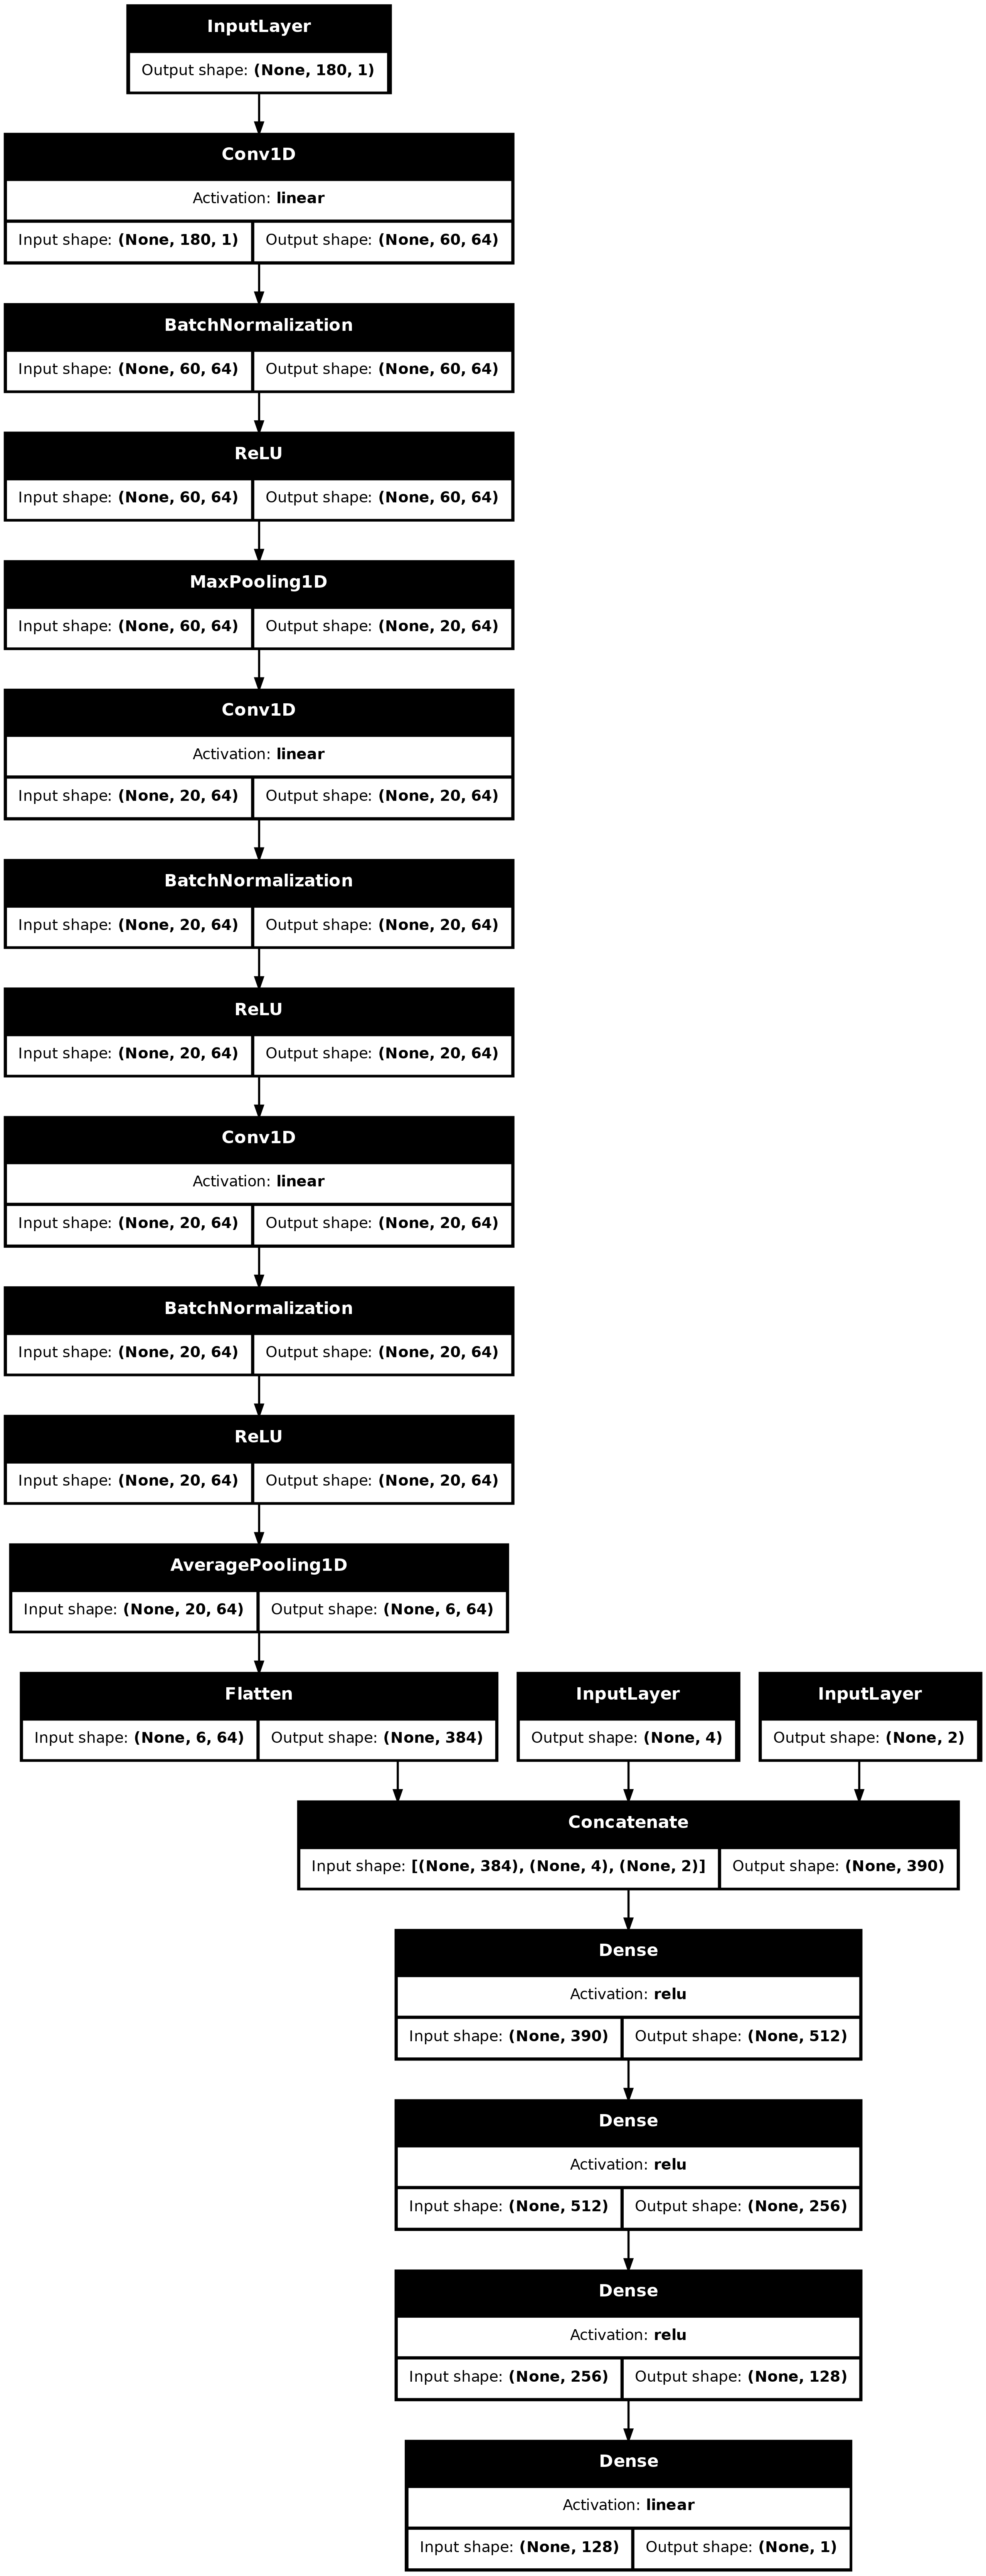 InputLayer
Output shape: (None, 180, 1)
Conv1D
Activation: linear
Input shape: (None, 180, 1) Output shape: (None, 60, 64)
BatchNormalization
Input shape: (None, 60, 64) Output shape: (None, 60, 64)
ReLU
Input shape: (None, 60, 64) Output shape: (None, 60, 64)
MaxPooling1D
Input shape: (None, 60, 64) Output shape: (None, 20, 64)
Conv1D
Activation: linear
Input shape: (None, 20, 64) Output shape: (None, 20, 64)
BatchNormalization
Input shape: (None, 20, 64) Output shape: (None, 20, 64)
ReLU
Input shape: (None, 20, 64) Output shape: (None, 20, 64)
Conv1D
Activation: linear
Input shape: (None, 20, 64) Output shape: (None, 20, 64)
BatchNormalization
Input shape: (None, 20, 64) Output shape: (None, 20, 64)
ReLU
Input shape: (None, 20, 64) Output shape: (None, 20, 64)
AveragePooling1D
Input shape: (None, 20, 64) Output shape: (None, 6, 64)
Flatten InputLayer InputLayer
Input shape: (None, 6, 64) Output shape: (None, 384) Output shape: (None, 4) Output shape: (None, 2)
Concatenate
Input shape: [(None, 384), (None, 4), (None, 2)] Output shape: (None, 390)
Dense
Activation: relu
Input shape: (None, 390) Output shape: (None, 512)
Dense
Activation: relu
Input shape: (None, 512) Output shape: (None, 256)
Dense
Activation: relu
Input shape: (None, 256) Output shape: (None, 128)
Dense
Activation: linear
Input shape: (None, 128) Output shape: (None, 1)